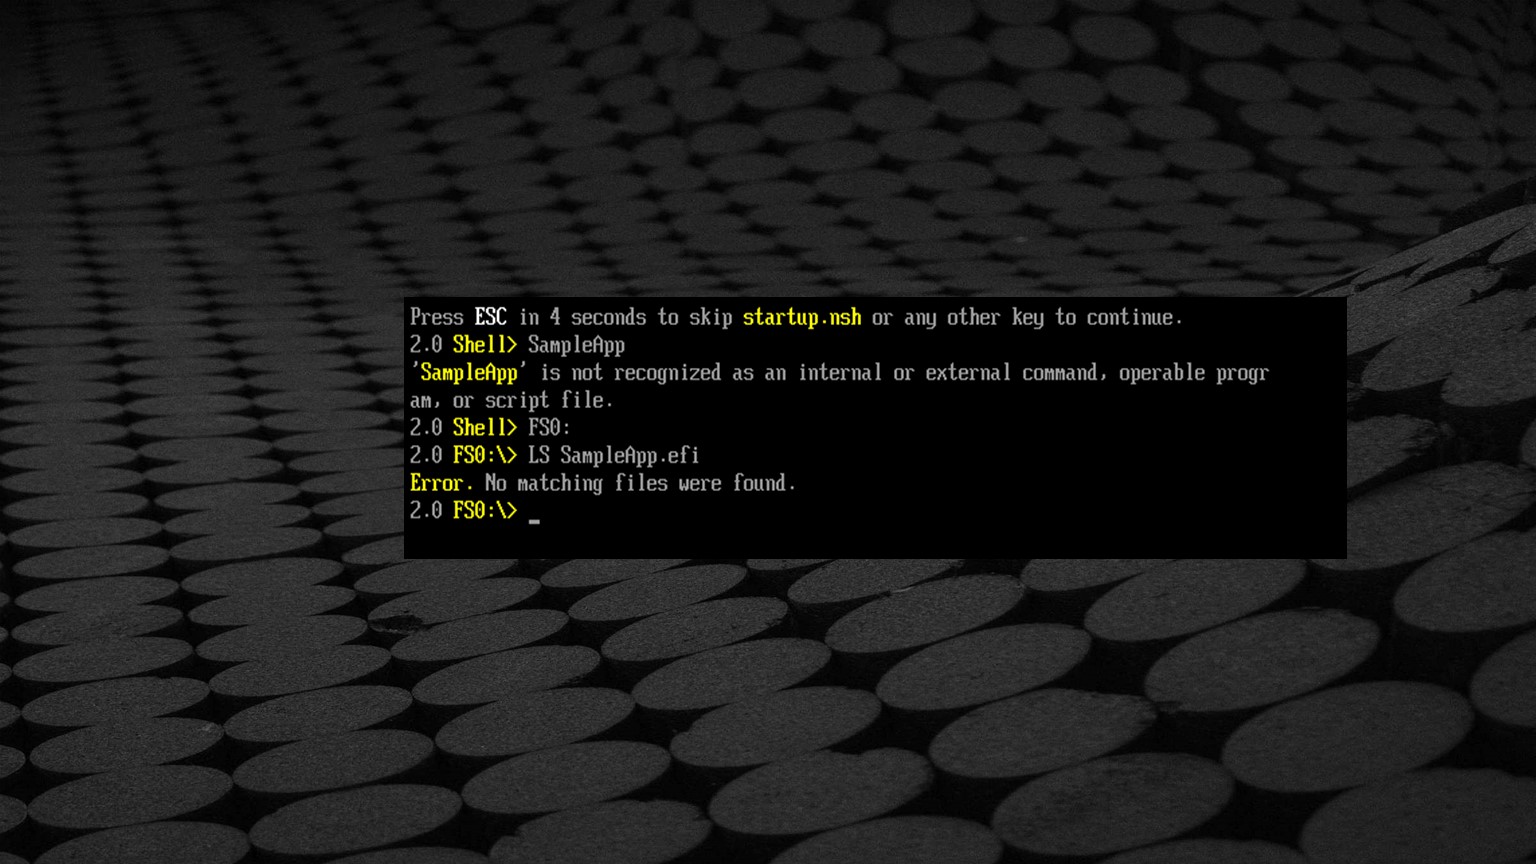 Press ESC in 4 seconds to skip startup.nsh or any other key to continue.
2.0 Shell> SampleApp
'SampleApp' is not recognized as an internal or external command, operable progr
am, or script file.
2.0 Shell> FS0:
2.0 FS0:\> LS SampleApp.efi
Error. No matching files were found.
2.0 FS0:\> _